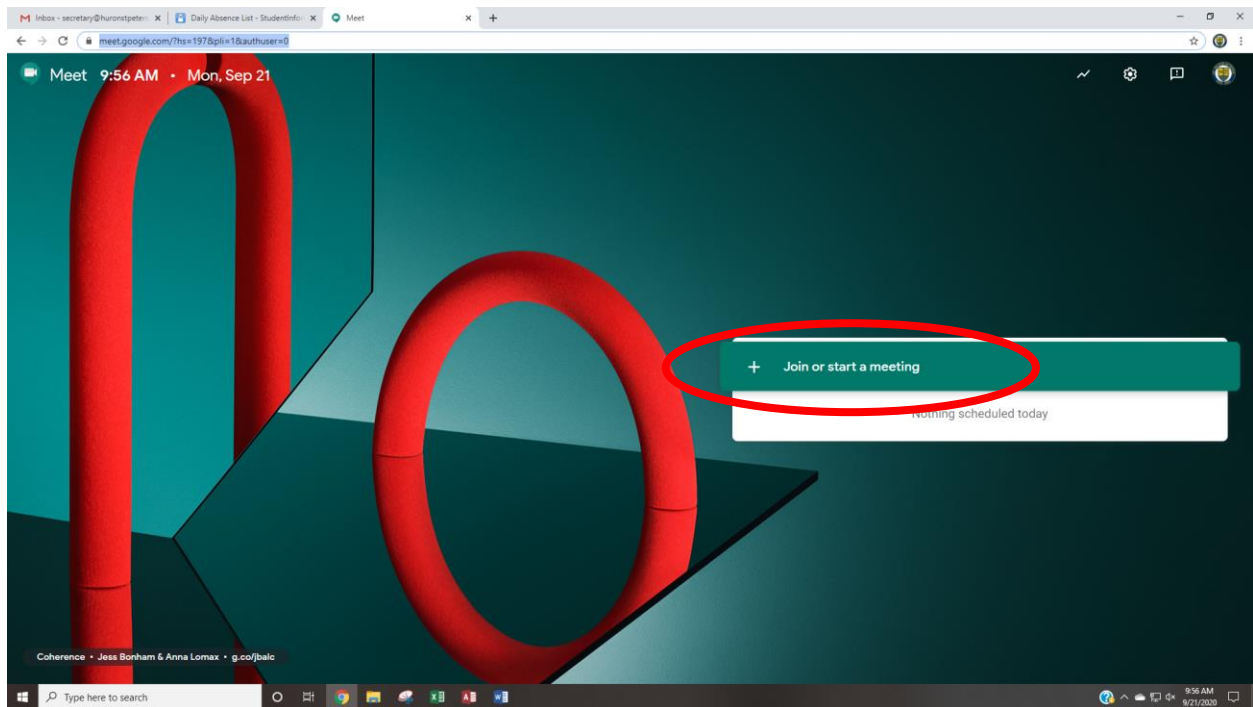 Inbox - secretary@huronstpeter
Daily Absence List - StudentInfo
Meet
meet.google.com/?hs=197&pli=1&authuser=0
Meet 9:56 AM • Mon, Sep 21
+ Join or start a meeting
Nothing scheduled today
Coherence • Jess Bonham & Anna Lomax • g.co/jbalc
Type here to search
9:56 AM
9/21/2020